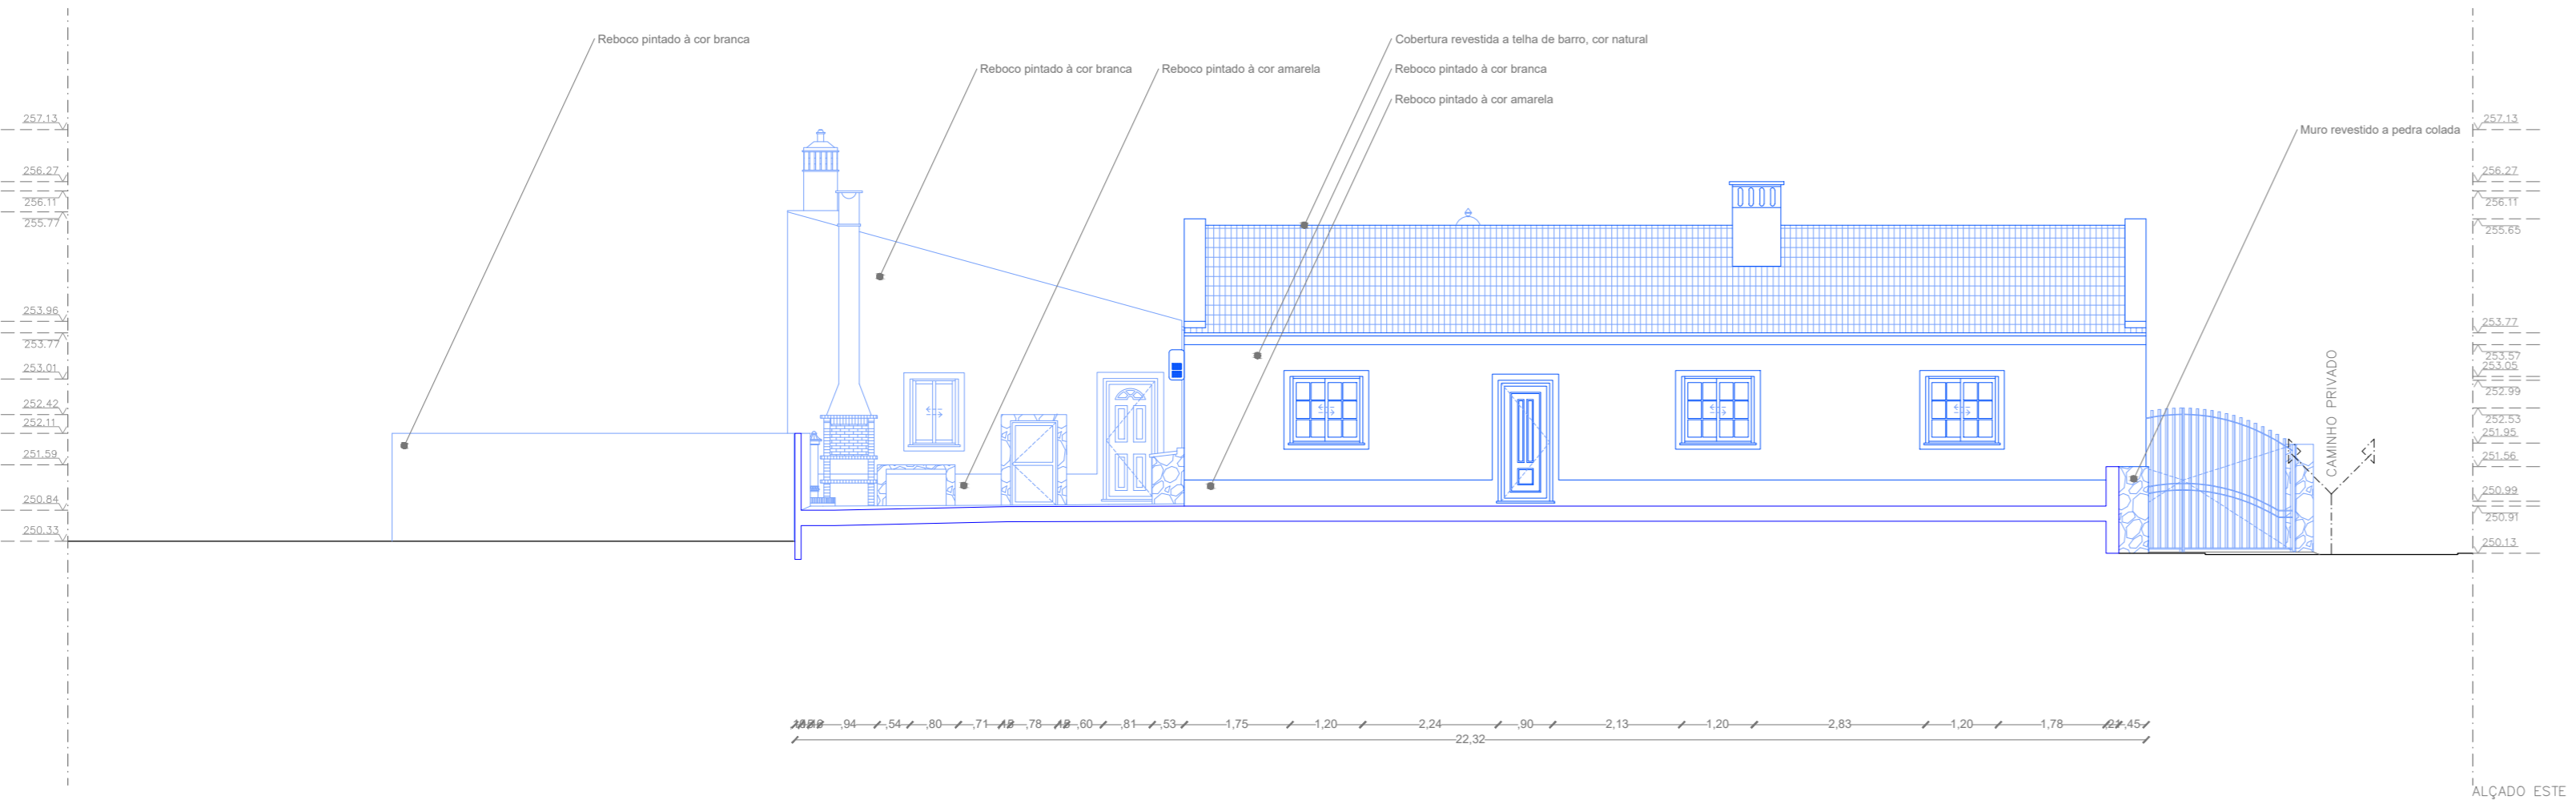 Reboco pintado à cor branca
Cobertura revestida a telha de barro, cor natural
Reboco pintado à cor branca
Reboco pintado à cor amarela
Reboco pintado à cor branca
Reboco pintado à cor amarela
Muro revestido a pedra colada
257.13
256.27
256.11
255.77
253.96
253.77
253.01
252.42
252.11
251.59
250.84
250.33
257.13
256.27
256.11
255.65
253.77
253.57
253.05
252.99
252.53
251.95
251.56
250.99
250.91
250.13
CAMINHO PRIVADO
,94 ,54 ,80 ,71 ,18 ,78 ,18 ,60 ,81 ,53 1,75 1,20 2,24 ,90 2,13 1,20 2,83 1,20 1,78 ,21 ,45
22,32
ALÇADO ESTE